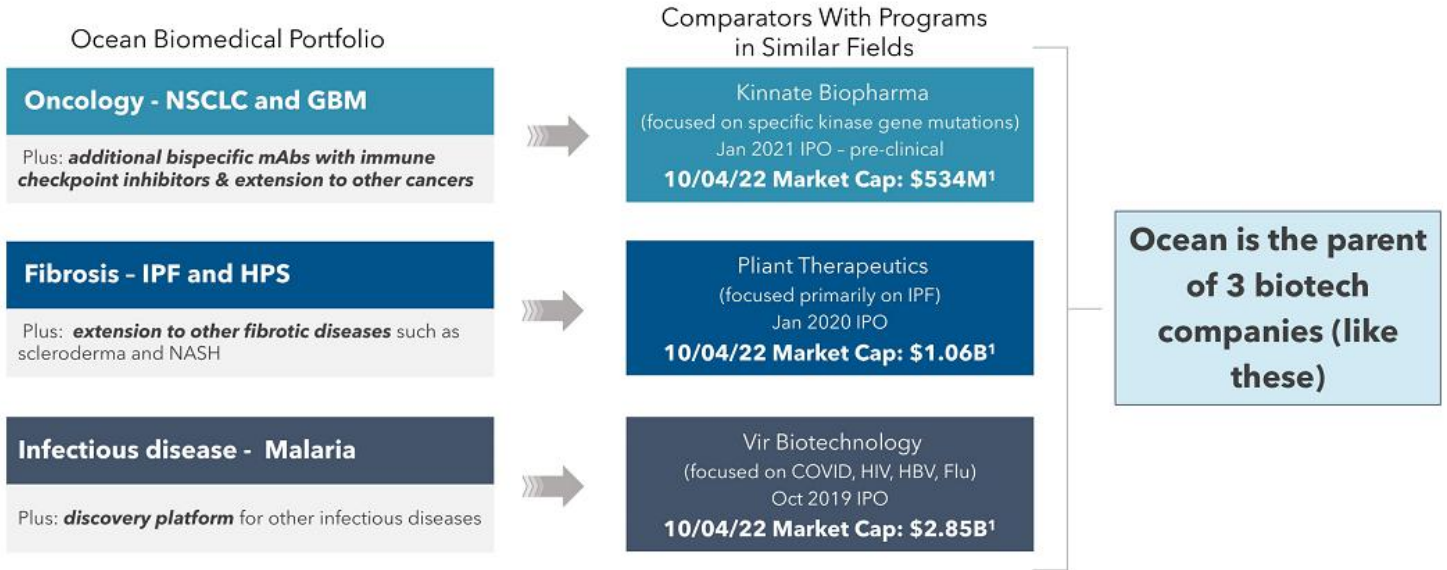 Ocean Biomedical Portfolio
Comparators With Programs
in Similar Fields
Oncology - NSCLC and GBM
Plus: additional bispecific mAbs with immune
checkpoint inhibitors & extension to other cancers
Kinnate Biopharma
(focused on specific kinase gene mutations)
Jan 2021 IPO – pre-clinical
10/04/22 Market Cap: $534M¹
Fibrosis – IPF and HPS
Plus: extension to other fibrotic diseases such as
scleroderma and NASH
Pliant Therapeutics
(focused primarily on IPF)
Jan 2020 IPO
10/04/22 Market Cap: $1.06B¹
Infectious disease - Malaria
Plus: discovery platform for other infectious diseases
Vir Biotechnology
(focused on COVID, HIV, HBV, Flu)
Oct 2019 IPO
10/04/22 Market Cap: $2.85B¹
Ocean is the parent
of 3 biotech
companies (like
these)